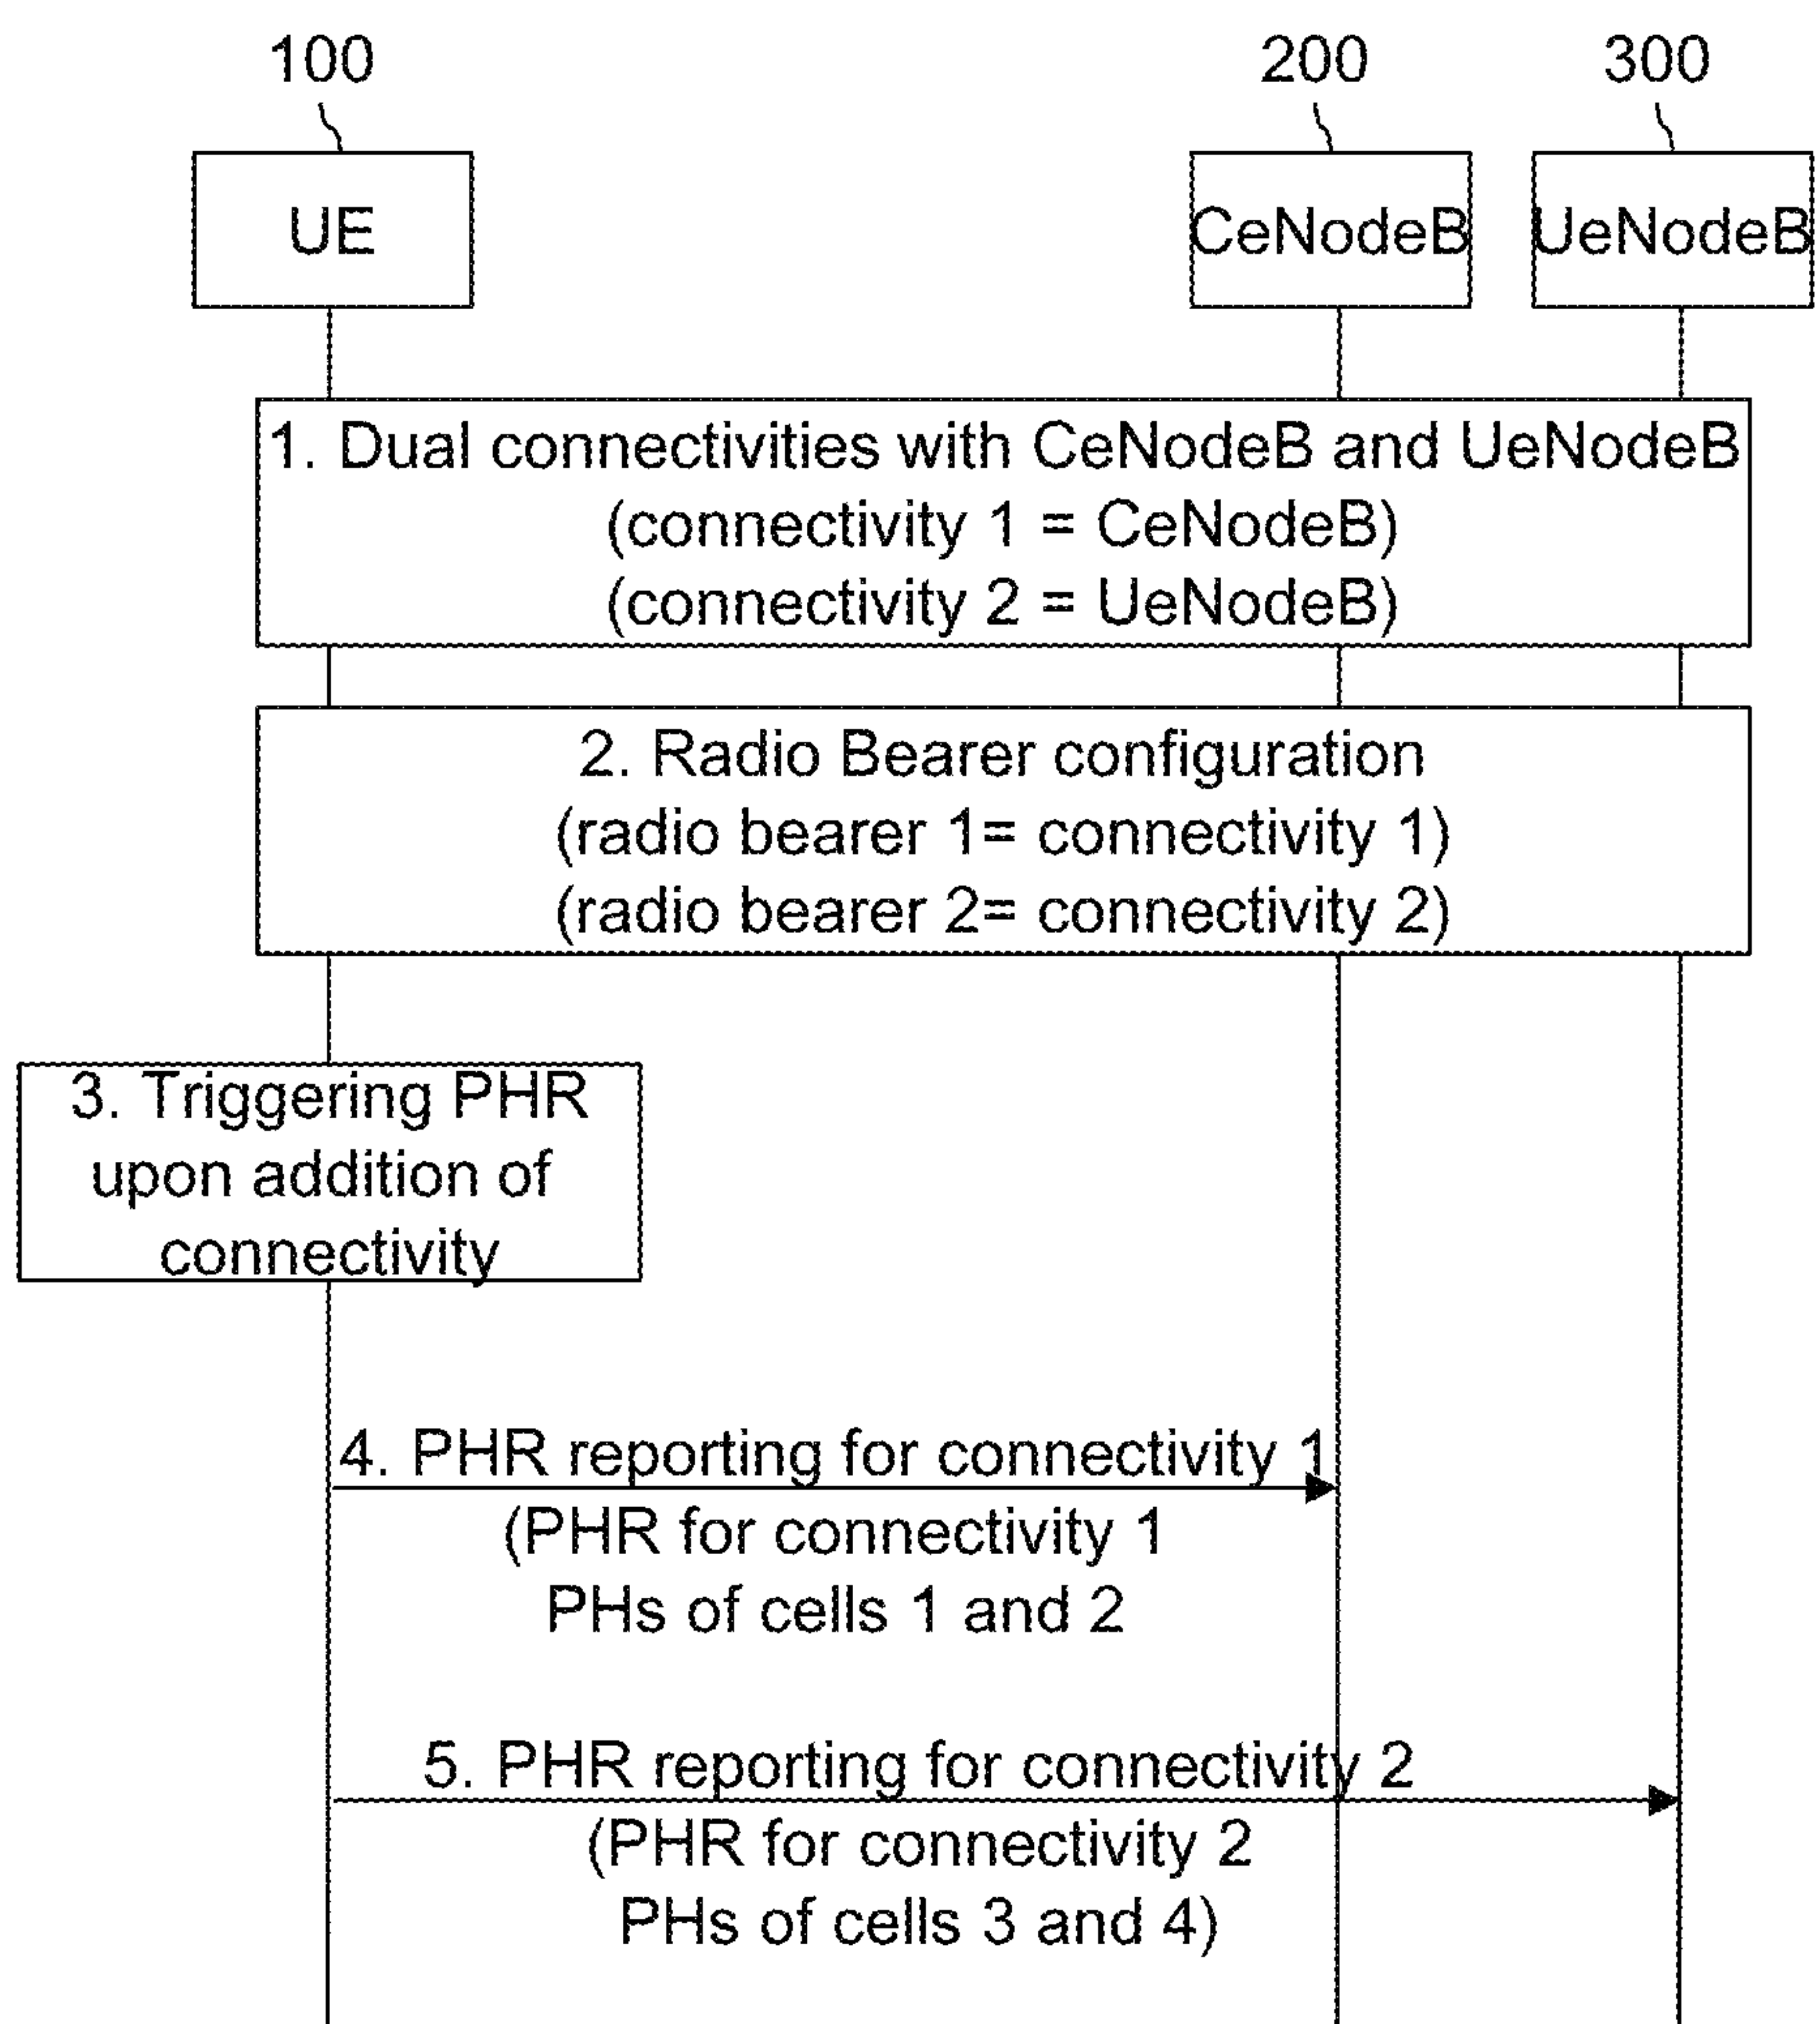 100
200
300
UE
CeNodeB
UeNodeB
1. Dual connectivities with CeNodeB and UeNodeB
(connectivity 1 = CeNodeB)
(connectivity 2 = UeNodeB)
2. Radio Bearer configuration
(radio bearer 1= connectivity 1)
(radio bearer 2= connectivity 2)
3. Triggering PHR
upon addition of
connectivity
4. PHR reporting for connectivity 1
(PHR for connectivity 1
PHs of cells 1 and 2
5. PHR reporting for connectivity 2
(PHR for connectivity 2
PHs of cells 3 and 4)